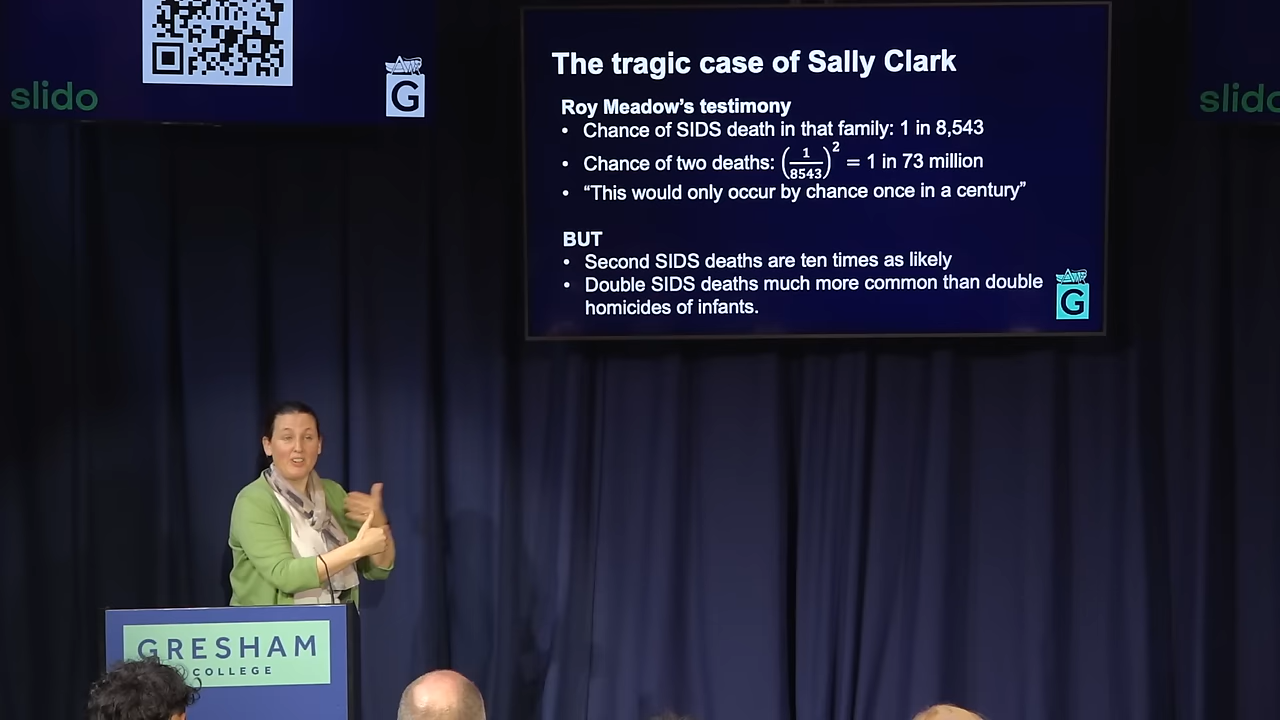 slido
G
The tragic case of Sally Clark
Roy Meadow’s testimony
• Chance of SIDS death in that family: 1 in 8,543
• Chance of two deaths: (1/8543)² = 1 in 73 million
• “This would only occur by chance once in a century”
BUT
• Second SIDS deaths are ten times as likely
• Double SIDS deaths much more common than double
homicides of infants.
G
slido
GRESHAM
COLLEGE